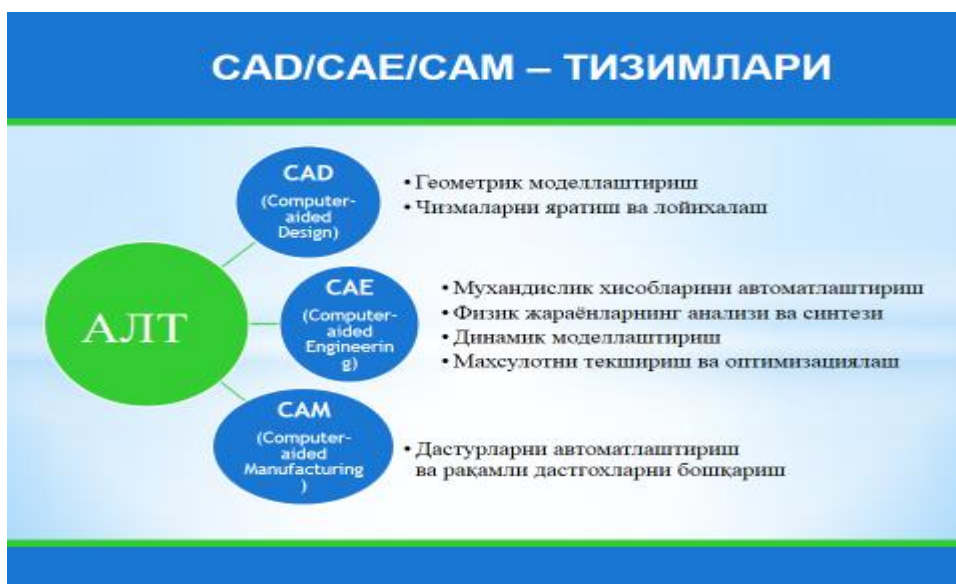 CAD/CAE/CAM – ТИЗИМЛАРИ
CAD
(Computer-
aided
Design)
• Геометрик моделлаштириш
• Чизмаларни яратиш ва лойихалаш
АЛТ
CAE
(Computer-
aided
Engineerin
g)
• Мухандислик хисобларини автоматлаштириш
• Физик жараёнларнинг анализи ва синтези
• Динамик моделлаштириш
• Махсулотни текшириш ва оптимизациялаш
CAM
(Computer-
aided
Manufacturing
)
• Дастурларни автоматлаштириш
ва рақамли дастгохларни бошқариш